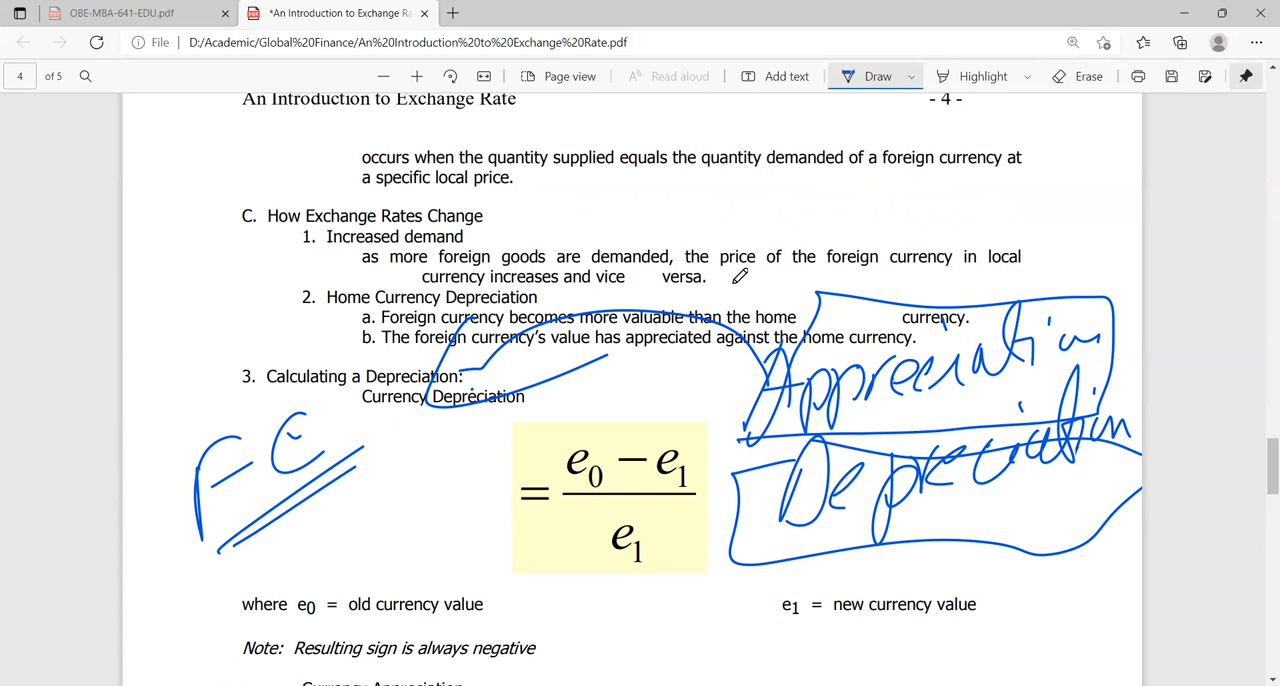 OBE-MBA-641-EDU.pdf
*An Introduction to Exchange Ra
File D:/Academic/Global%20Finance/An%20Introduction%20to%20Exchange%20Rate.pdf
4 of 5 Page view Read aloud Add text Draw Highlight Erase
An Introduction to Exchange Rate - 4 -
occurs when the quantity supplied equals the quantity demanded of a foreign currency at
a specific local price.
C. How Exchange Rates Change
1. Increased demand
as more foreign goods are demanded, the price of the foreign currency in local
currency increases and vice versa.
2. Home Currency Depreciation
a. Foreign currency becomes more valuable than the home currency.
b. The foreign currency's value has appreciated against the home currency.
Appreciation
3. Calculating a Depreciation:
Currency Depreciation
FE
Depreciation
= e0 − e1
e1
where e0 = old currency value e1 = new currency value
Note: Resulting sign is always negative
Currency Appreciation